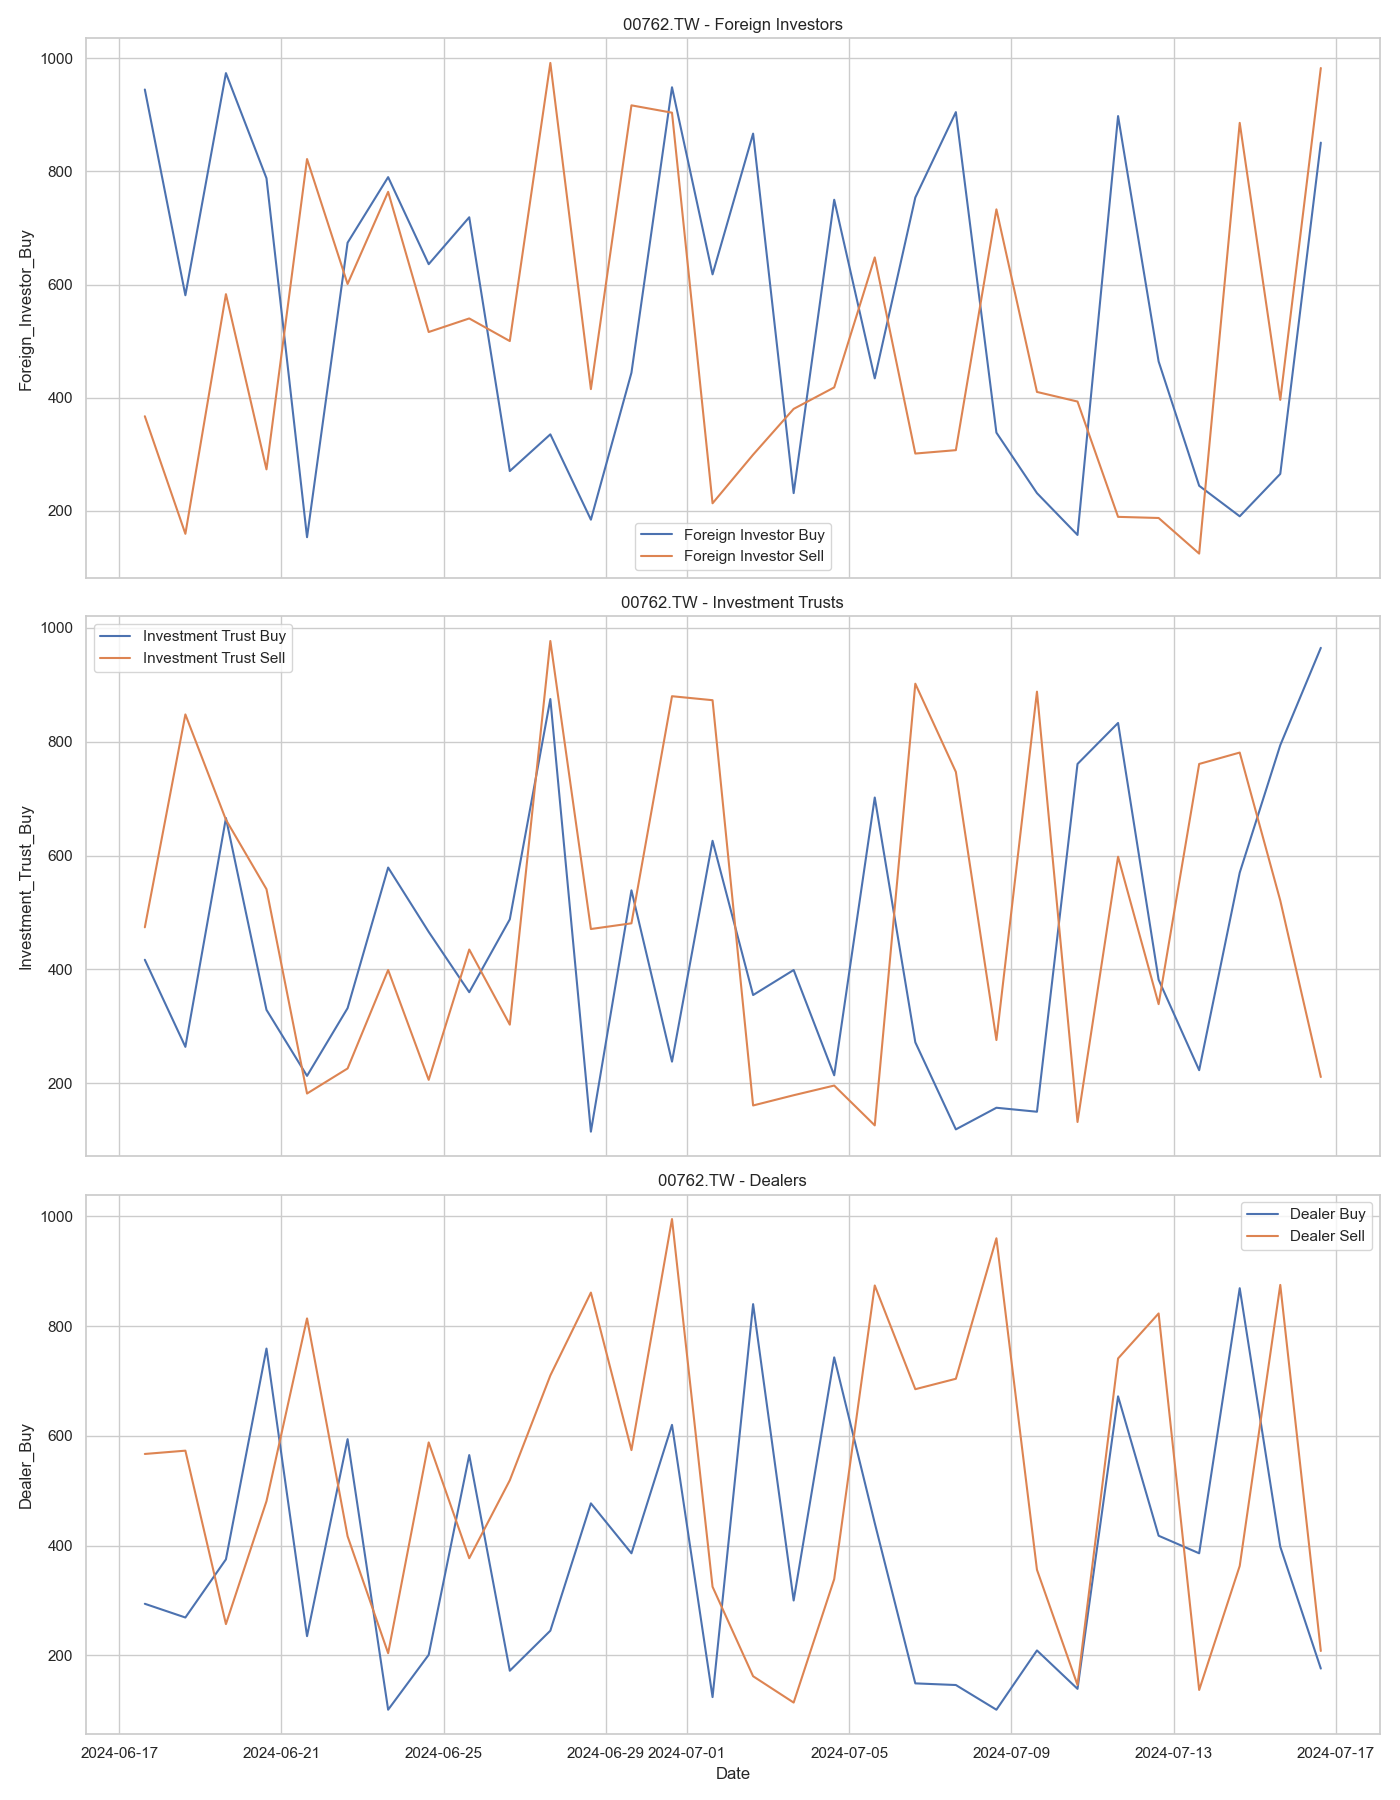 00762.TW - Foreign Investors
1000
800
600
400
200
Foreign_Investor_Buy
Foreign Investor Buy
Foreign Investor Sell
00762.TW - Investment Trusts
1000
800
600
400
200
Investment_Trust_Buy
Investment Trust Buy
Investment Trust Sell
00762.TW - Dealers
1000
800
600
400
200
Dealer_Buy
Dealer Buy
Dealer Sell
2024-06-17 2024-06-21 2024-06-25 2024-06-29 2024-07-01 2024-07-05 2024-07-09 2024-07-13 2024-07-17
Date